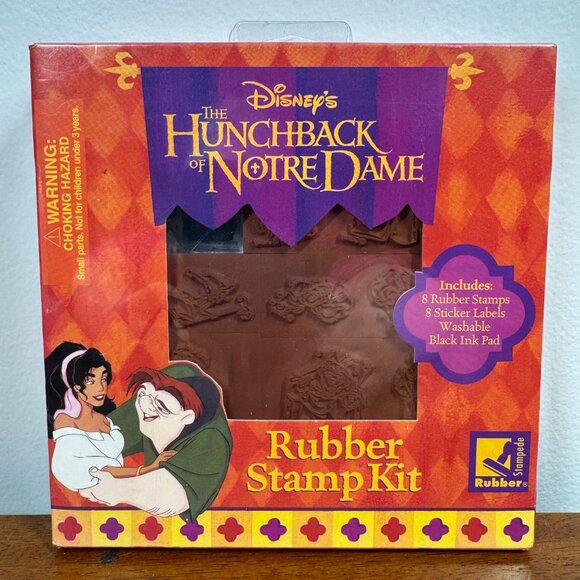 Disney's
THE
HUNCHBACK
OF NOTRE DAME
WARNING:
CHOKING HAZARD
Small parts. Not for children under 3 years.
Includes:
8 Rubber Stamps
8 Sticker Labels
Washable
Black Ink Pad
Rubber
Stamp Kit
Rubber®
Stampede